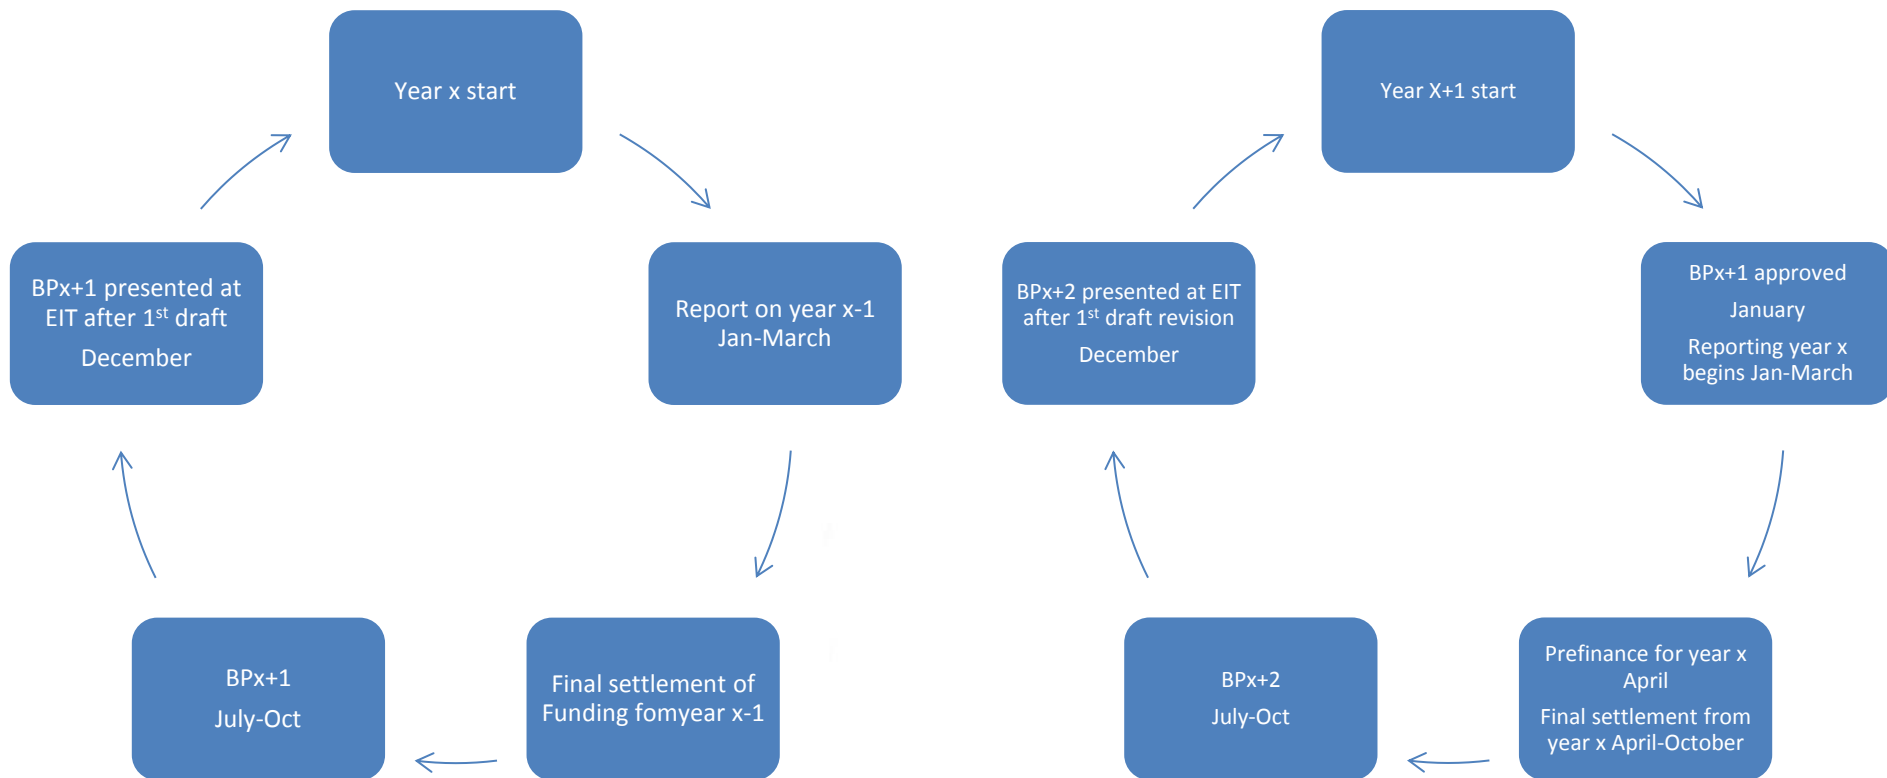 Year x start
Report on year x-1
Jan-March
Final settlement of
Funding fomyear x-1
BPx+1
July-Oct
BPx+1 presented at
EIT after 1st draft
December
Year X+1 start
BPx+1 approved
January
Reporting year x
begins Jan-March
Prefinance for year x
April
Final settlement from
year x April-October
BPx+2
July-Oct
BPx+2 presented at EIT
after 1st draft revision
December